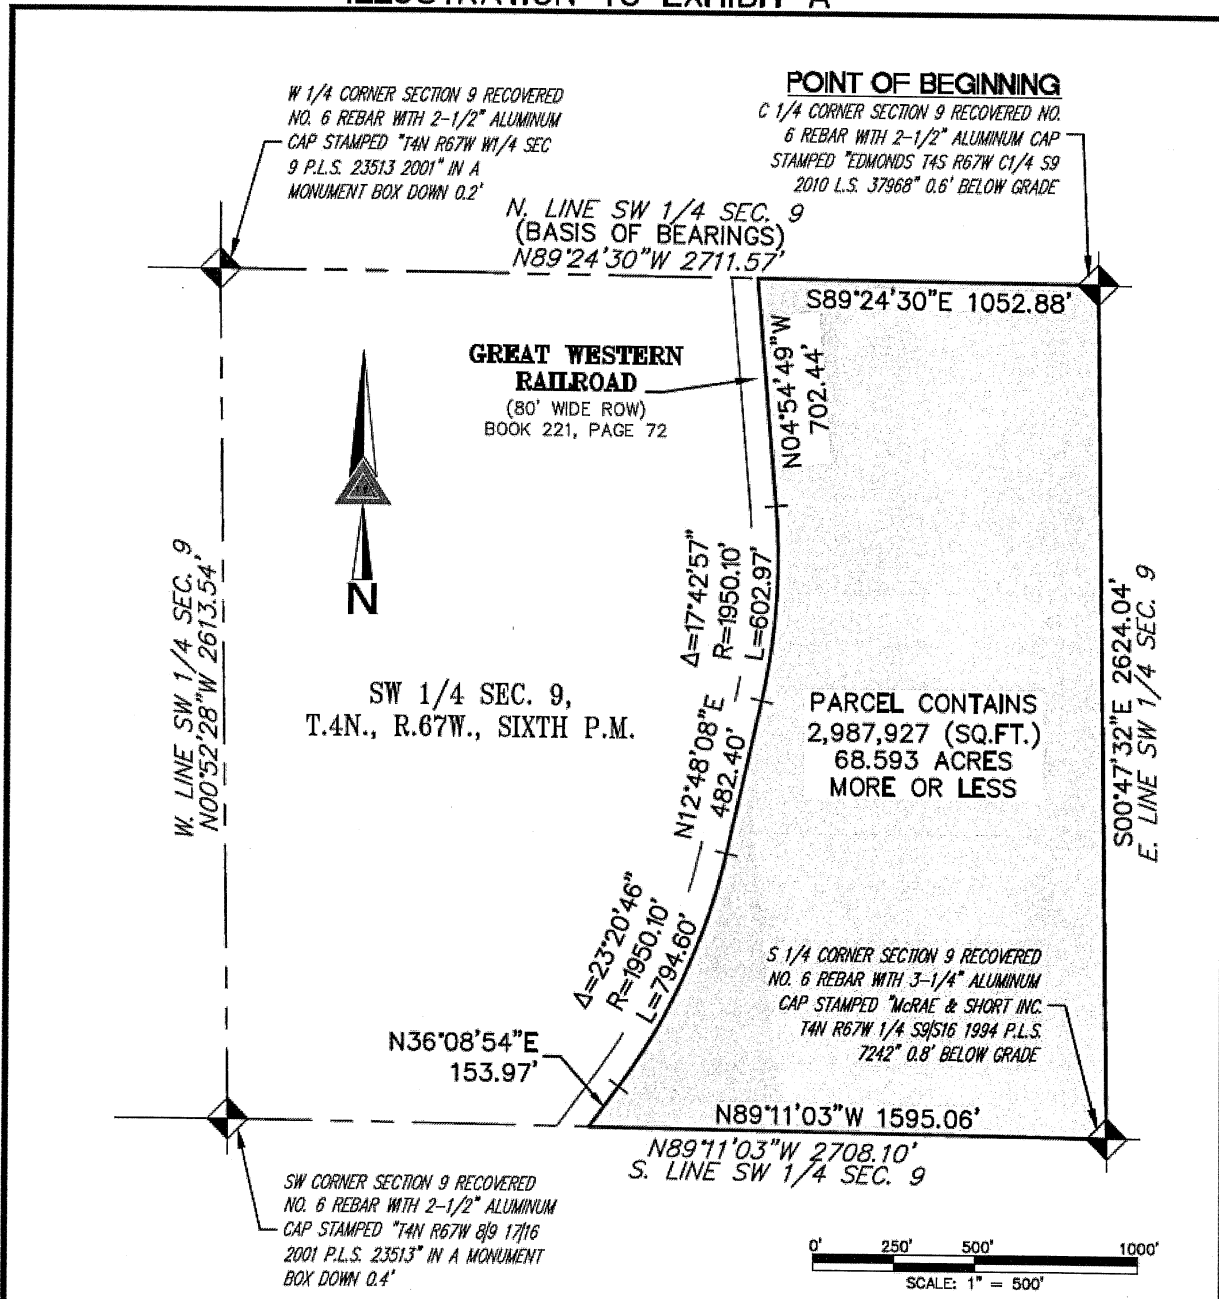 ILLUSTRATION TO EXHIBIT A
W 1/4 CORNER SECTION 9 RECOVERED
NO. 6 REBAR WITH 2-1/2" ALUMINUM
CAP STAMPED "T4N R67W W1/4 SEC
9 P.L.S. 23513 2001" IN A
MONUMENT BOX DOWN 0.2'
POINT OF BEGINNING
C 1/4 CORNER SECTION 9 RECOVERED NO.
6 REBAR WITH 2-1/2" ALUMINUM CAP
STAMPED "EDMONDS T4S R67W C1/4 S9
2010 L.S. 37968" 0.6' BELOW GRADE
N. LINE SW 1/4 SEC. 9
(BASIS OF BEARINGS)
N89°24'30"W 2711.57'
S89°24'30"E 1052.88'
GREAT WESTERN
RAILROAD
(80' WIDE ROW)
BOOK 221, PAGE 72
N04°54'49"W
702.44'
N
W. LINE SW 1/4 SEC. 9
N00°52'28"W 2613.54'
Δ=17°42'57"
R=1950.10'
L=602.97'
S00°47'32"E 2624.04'
E. LINE SW 1/4 SEC. 9
SW 1/4 SEC. 9,
T.4N., R.67W., SIXTH P.M.
PARCEL CONTAINS
2,987,927 (SQ.FT.)
68.593 ACRES
MORE OR LESS
N12°48'08"E
482.40'
Δ=23°20'46"
R=1950.10'
L=794.60'
S 1/4 CORNER SECTION 9 RECOVERED
NO. 6 REBAR WITH 3-1/4" ALUMINUM
CAP STAMPED "McRAE & SHORT INC.
T4N R67W 1/4 S9|S16 1994 P.L.S.
7242" 0.8' BELOW GRADE
N36°08'54"E
153.97'
N89°11'03"W 1595.06'
N89°11'03"W 2708.10'
S. LINE SW 1/4 SEC. 9
SW CORNER SECTION 9 RECOVERED
NO. 6 REBAR WITH 2-1/2" ALUMINUM
CAP STAMPED "T4N R67W 8|9 17|16
2001 P.L.S. 23513" IN A MONUMENT
BOX DOWN 0.4'
0' 250' 500' 1000'
SCALE: 1" = 500'